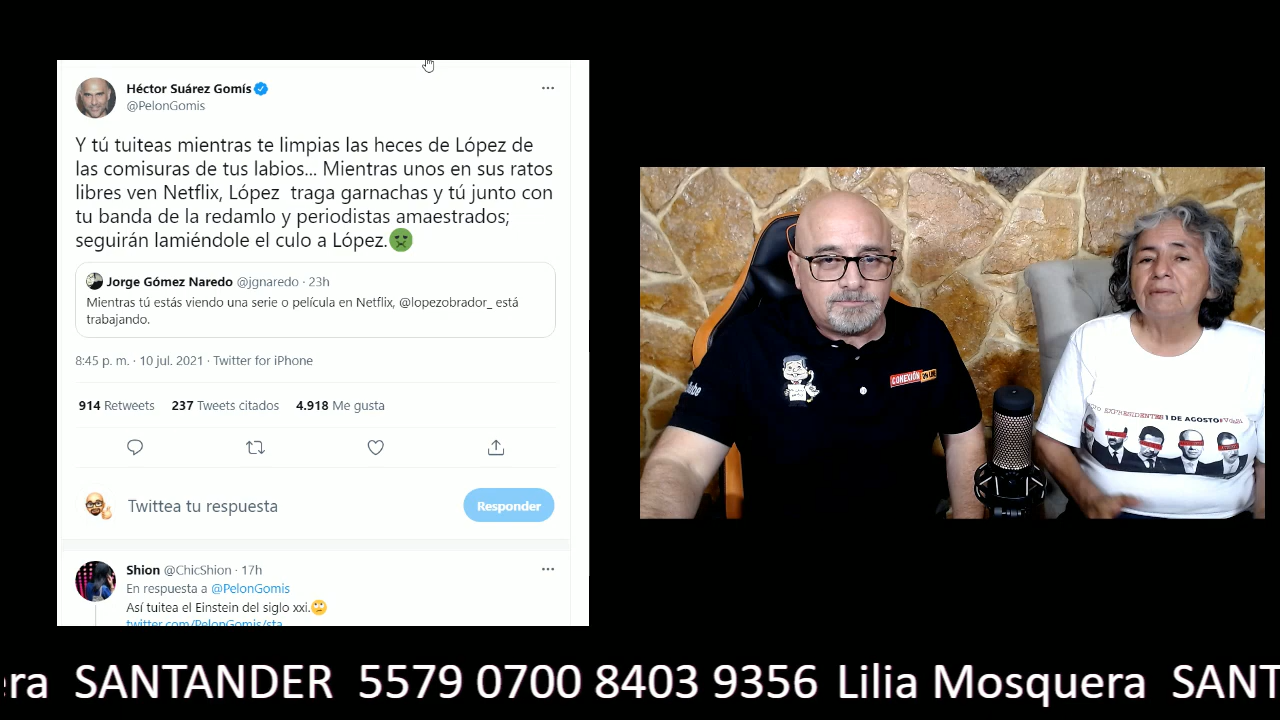 Héctor Suárez Gomís
@PelonGomis
Y tú tuiteas mientras te limpias las heces de López de
las comisuras de tus labios... Mientras unos en sus ratos
libres ven Netflix, López traga garnachas y tú junto con
tu banda de la redamlo y periodistas amaestrados;
seguirán lamiéndole el culo a López.🤢
Jorge Gómez Naredo @jgnaredo · 23h
Mientras tú estás viendo una serie o película en Netflix, @lopezobrador_ está
trabajando.
8:45 p. m. · 10 jul. 2021 · Twitter for iPhone
914 Retweets 237 Tweets citados 4.918 Me gusta
Twittea tu respuesta
Responder
Shion @ChicShion · 17h
En respuesta a @PelonGomis
Así tuitea el Einstein del siglo xxi.🙄
twitter.com/PelonGomis/sta
CONEXIÓN
EXPRESIDENTES 1 DE AGOSTO
era SANTANDER 5579 0700 8403 9356 Lilia Mosquera SANT